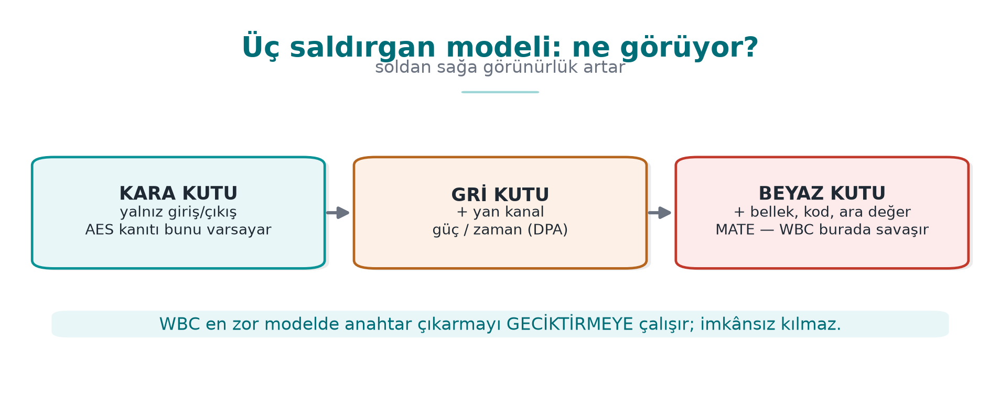 Üç saldırgan modeli: ne görüyor?
soldan sağa görünürlük artar
KARA KUTU
yalnız giriş/çıkış
AES kanıtı bunu varsayar
GRİ KUTU
+ yan kanal
güç / zaman (DPA)
BEYAZ KUTU
+ bellek, kod, ara değer
MATE — WBC burada savaşır
WBC en zor modelde anahtar çıkarmayı GECİKTİRMEYE çalışır; imkânsız kılmaz.